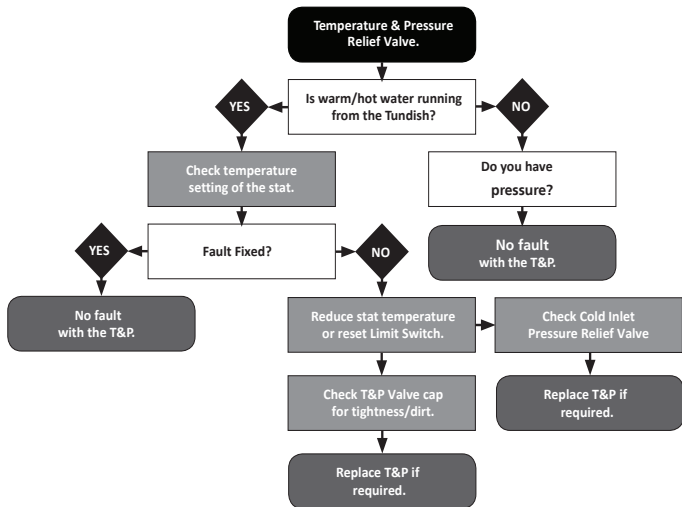 Temperature & Pressure
Relief Valve.
Is warm/hot water running
from the Tundish?
YES
NO
Check temperature
setting of the stat.
Do you have
pressure?
Fault Fixed?
YES
NO
No fault
with the T&P.
No fault
with the T&P.
Reduce stat temperature
or reset Limit Switch.
Check Cold Inlet
Pressure Relief Valve
Check T&P Valve cap
for tightness/dirt.
Replace T&P if
required.
Replace T&P if
required.